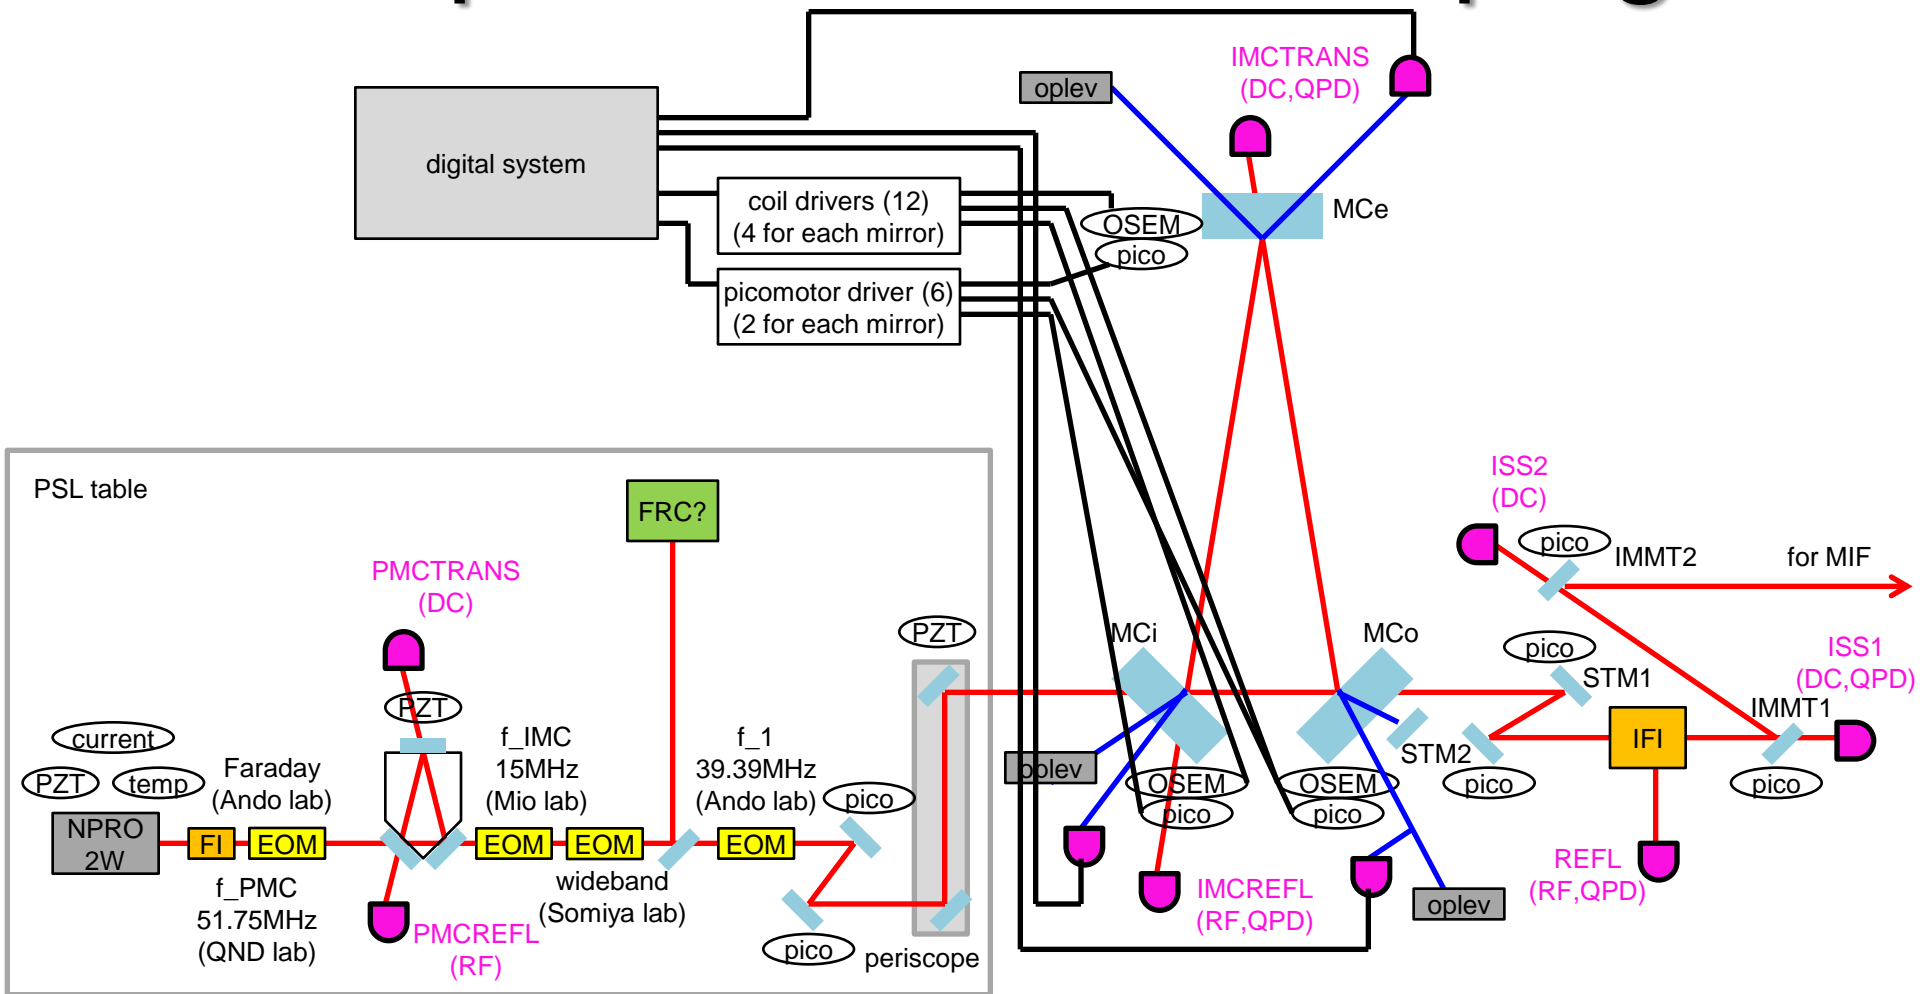 IMCTRANS
(DC,QPD)
oplev
digital system
coil drivers (12)
(4 for each mirror)
OSEM
pico
MCe
picomotor driver (6)
(2 for each mirror)
PSL table
FRC?
ISS2
(DC)
pico
IMMT2
for MIF
PMCTRANS
(DC)
PZT
MCi
MCo
pico
STM1
ISS1
(DC,QPD)
PZT
current
PZT
temp
Faraday
(Ando lab)
f_IMC
15MHz
(Mio lab)
f_1
39.39MHz
(Ando lab)
pico
IMMT1
IFI
STM2
oplev
OSEM
pico
OSEM
pico
pico
pico
NPRO
2W
FI
EOM
EOM
EOM
EOM
f_PMC
51.75MHz
(QND lab)
wideband
(Somiya lab)
PMCREFL
(RF)
pico
periscope
IMCREFL
(RF,QPD)
oplev
REFL
(RF,QPD)